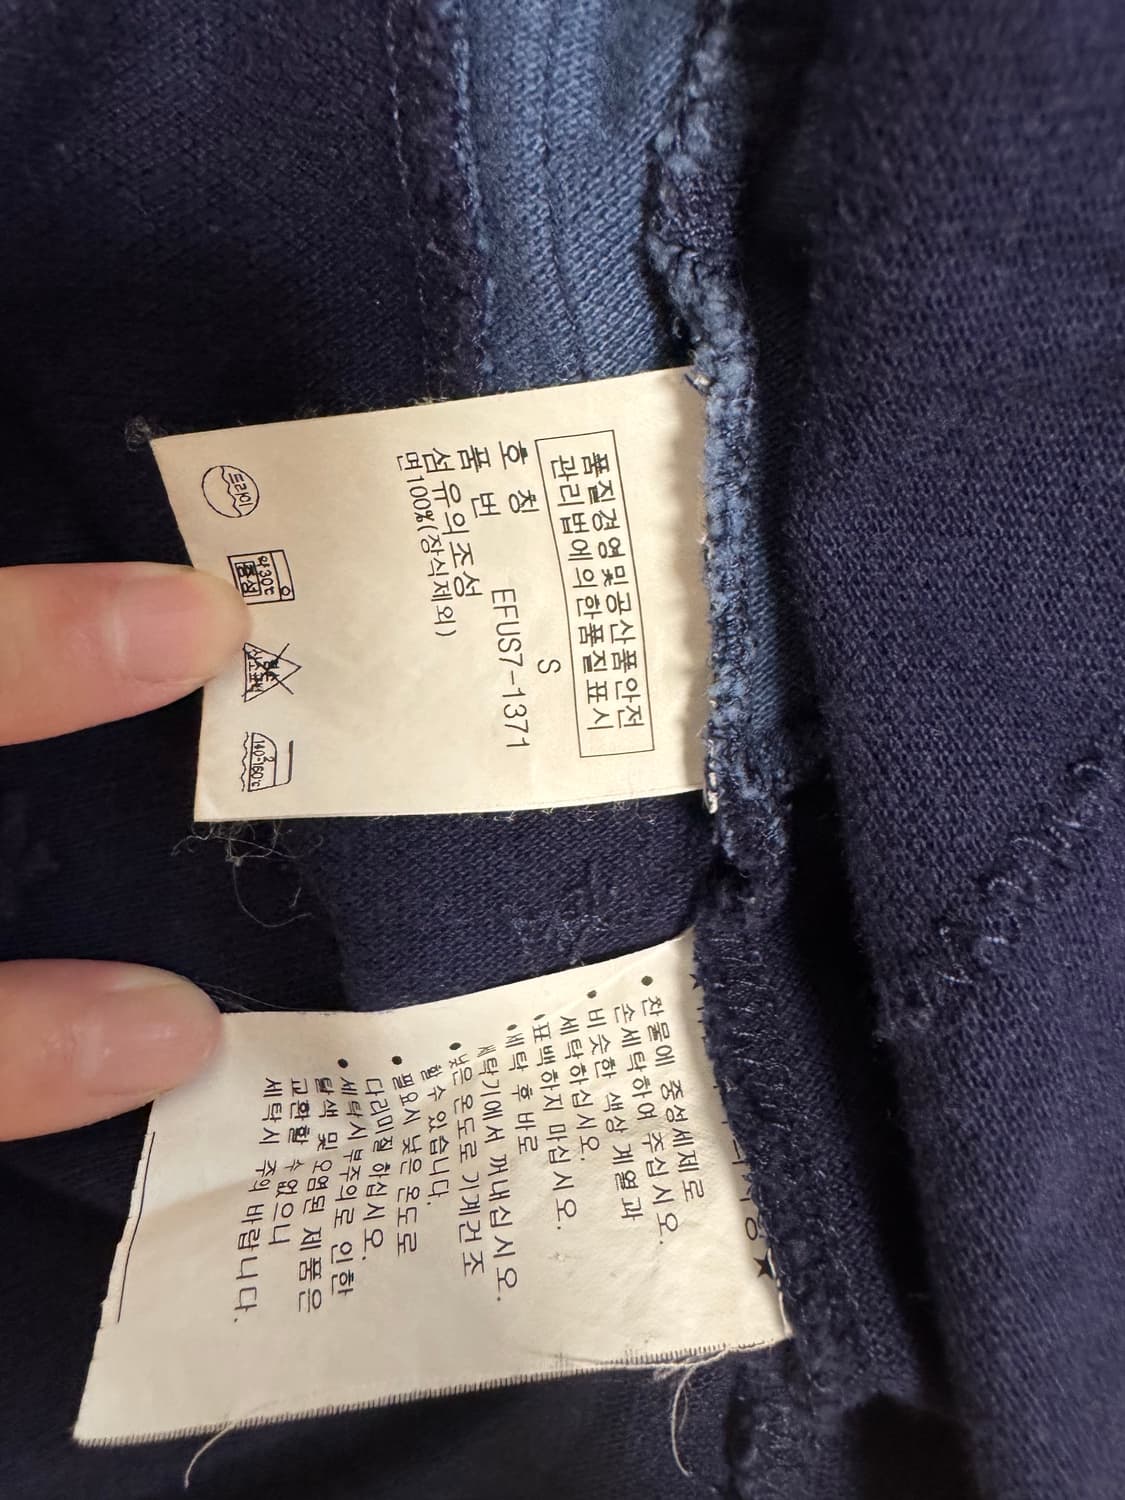 품질경영및공산품안전
관리법에의한품질표시
호 칭 S
품 번 EFUS7-1371
섬유의조성
면100%(장식제외)
드라이
약30℃
중성
140~160℃
• 찬물에 중성세제로
손세탁하여 주십시오.
• 비슷한 색상 계열과
세탁하십시오.
표백하지 마십시오.
• 세탁 후 바로
세탁기에서 꺼내십시오.
• 낮은 온도로 기계건조
할수 있습니다.
• 필요시 낮은 온도로
다리미질 하십시오.
• 세탁시 부주의로 인한
탈색 및 오염된 제품은
교환할 수 없으니
세탁시 주의 바랍니다.